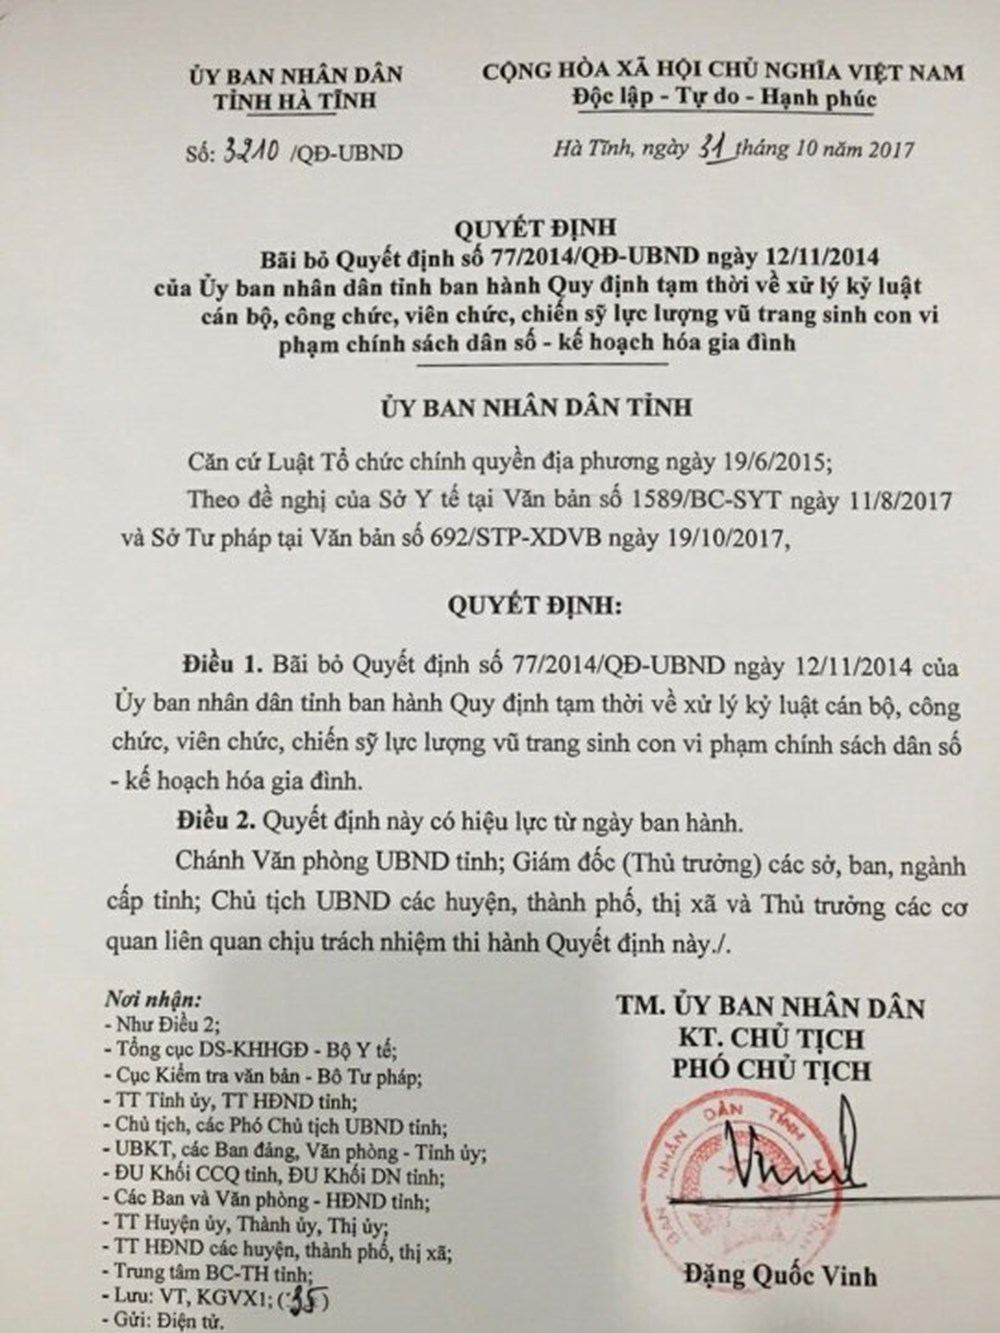 ỦY BAN NHÂN DÂN
TỈNH HÀ TĨNH
CỘNG HÒA XÃ HỘI CHỦ NGHĨA VIỆT NAM
Độc lập - Tự do - Hạnh phúc
Số: 3210 /QĐ-UBND
Hà Tĩnh, ngày 31 tháng 10 năm 2017
QUYẾT ĐỊNH
Bãi bỏ Quyết định số 77/2014/QĐ-UBND ngày 12/11/2014
của Ủy ban nhân dân tỉnh ban hành Quy định tạm thời về xử lý kỷ luật
cán bộ, công chức, viên chức, chiến sỹ lực lượng vũ trang sinh con vi
phạm chính sách dân số - kế hoạch hóa gia đình
ỦY BAN NHÂN DÂN TỈNH
Căn cứ Luật Tổ chức chính quyền địa phương ngày 19/6/2015;
Theo đề nghị của Sở Y tế tại Văn bản số 1589/BC-SYT ngày 11/8/2017
và Sở Tư pháp tại Văn bản số 692/STP-XDVB ngày 19/10/2017,
QUYẾT ĐỊNH:
Điều 1. Bãi bỏ Quyết định số 77/2014/QĐ-UBND ngày 12/11/2014 của
Ủy ban nhân dân tỉnh ban hành Quy định tạm thời về xử lý kỷ luật cán bộ, công
chức, viên chức, chiến sỹ lực lượng vũ trang sinh con vi phạm chính sách dân số
- kế hoạch hóa gia đình.
Điều 2. Quyết định này có hiệu lực từ ngày ban hành.
Chánh Văn phòng UBND tỉnh; Giám đốc (Thủ trưởng) các sở, ban, ngành
cấp tỉnh; Chủ tịch UBND các huyện, thành phố, thị xã và Thủ trưởng các cơ
quan liên quan chịu trách nhiệm thi hành Quyết định này./.
Nơi nhận:
- Như Điều 2;
- Tổng cục DS-KHHGĐ - Bộ Y tế;
- Cục Kiểm tra văn bản - Bô Tư pháp;
- TT Tỉnh ủy, TT HĐND tỉnh;
- Chủ tịch, các Phó Chủ tịch UBND tỉnh;
- UBKT, các Ban đảng, Văn phòng - Tỉnh ủy;
- ĐU Khối CCQ tỉnh, ĐU Khối DN tỉnh;
- Các Ban và Văn phòng - HĐND tỉnh;
- TT Huyện ủy, Thành ủy, Thị ủy;
- TT HĐND các huyện, thành phố, thị xã;
- Trung tâm BC-TH tỉnh;
- Lưu: VT, KGVX1; (35)
- Gửi: Điện tử.
TM. ỦY BAN NHÂN DÂN
KT. CHỦ TỊCH
PHÓ CHỦ TỊCH
BAN NHÂN DÂN TỈNH
Đặng Quốc Vinh